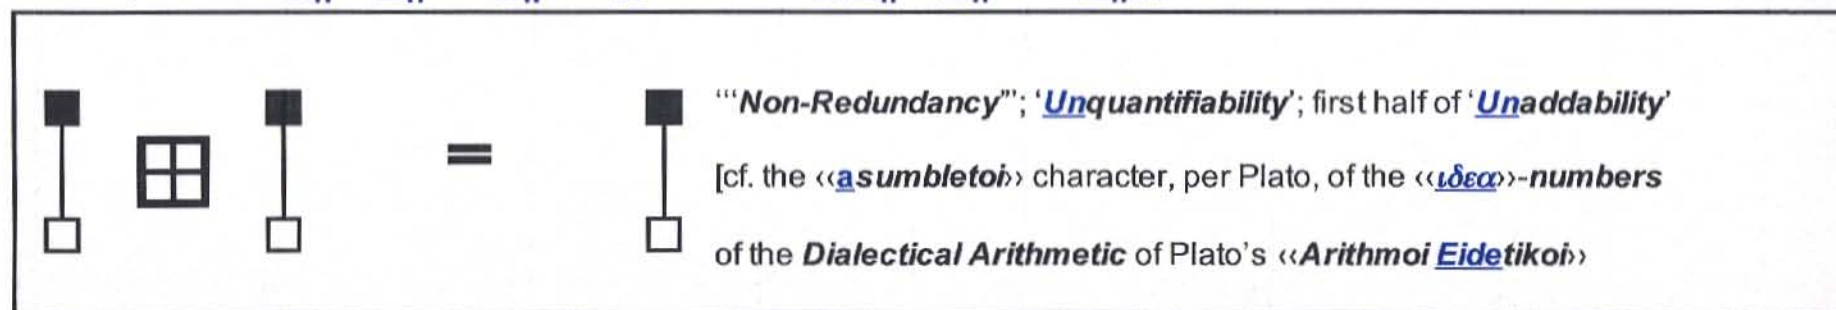 “‘Non-Redundancy’”; ‘Unquantifiability’; first half of ‘Unaddability’
[cf. the ‹‹asumbletoi›› character, per Plato, of the ‹‹ιδεα››-numbers
of the Dialectical Arithmetic of Plato’s ‹‹Arithmoi Eidetikoi››